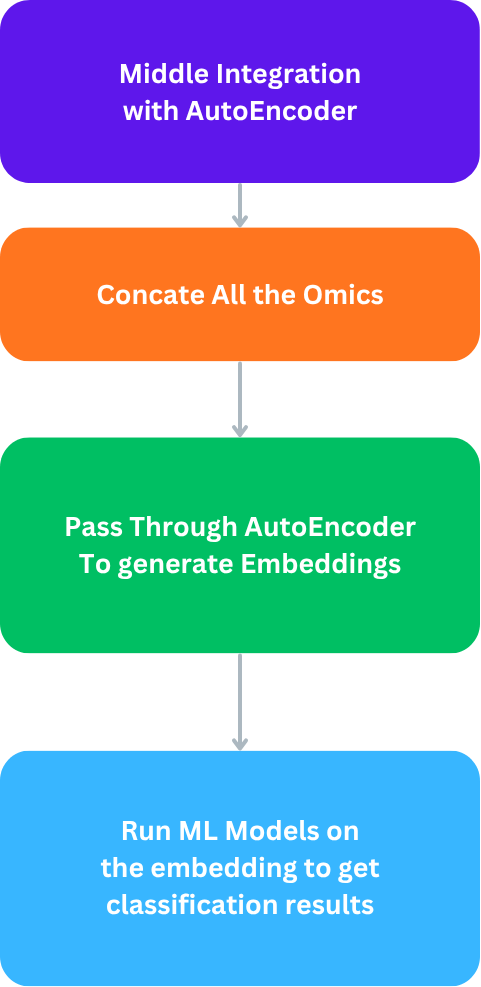 Middle Integration
with AutoEncoder
Concate All the Omics
Pass Through AutoEncoder
To generate Embeddings
Run ML Models on
the embedding to get
classification results